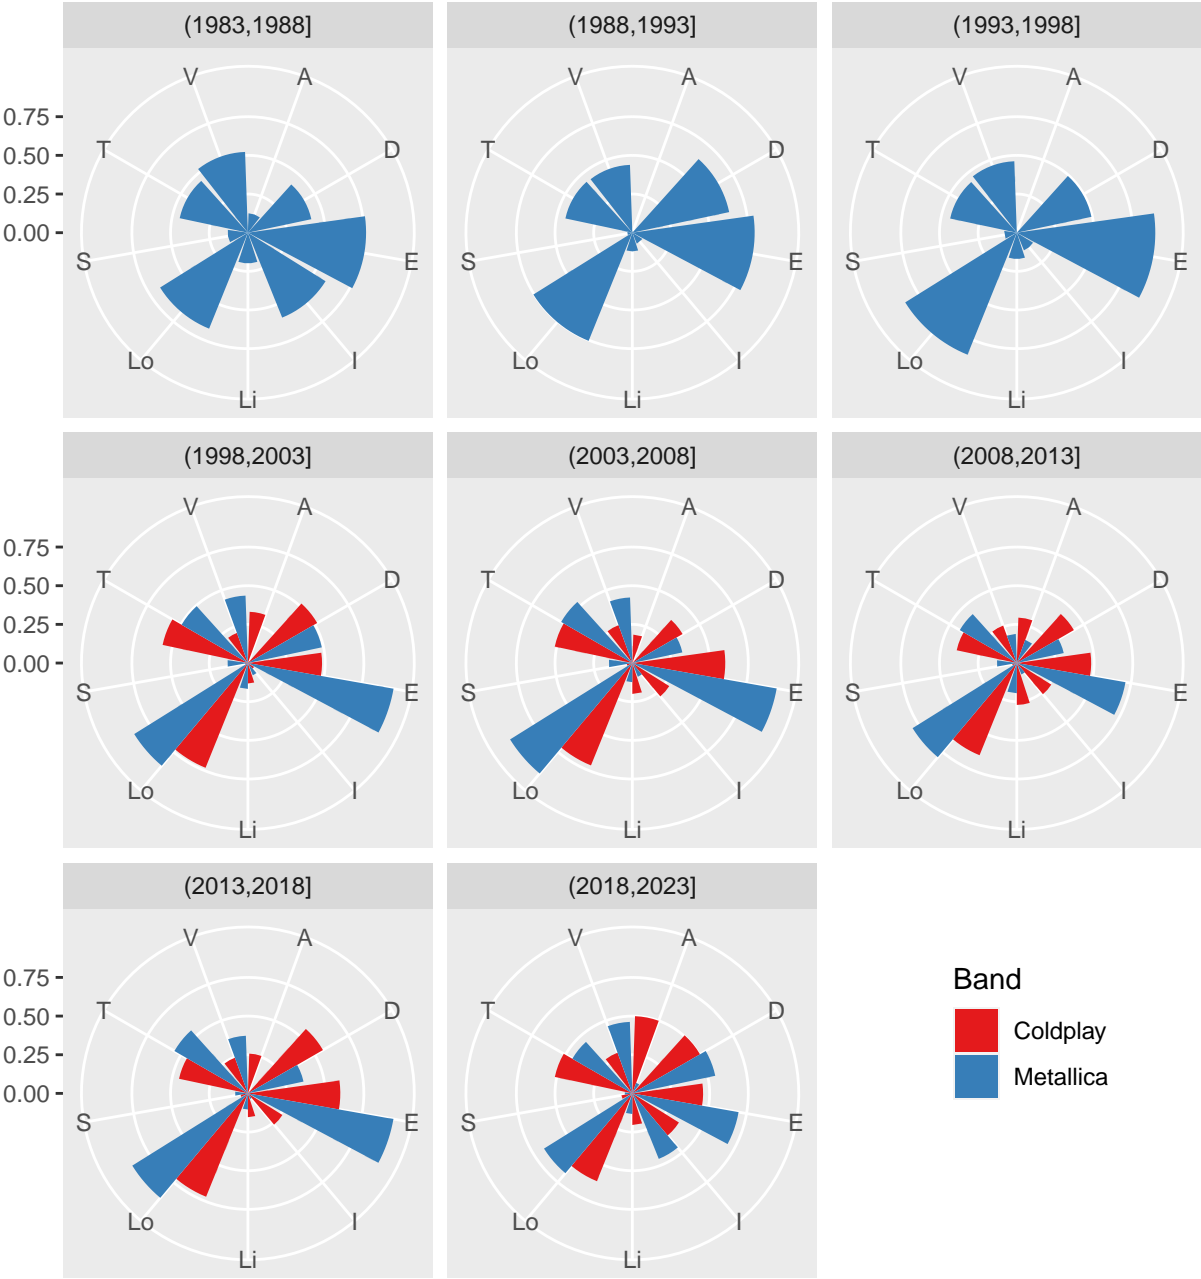 (1983,1988]
(1988,1993]
(1993,1998]
0.75
0.50
0.25
0.00
V
A
T
D
S
E
Lo
I
Li
V
A
T
D
S
E
Lo
I
Li
V
A
T
D
S
E
Lo
I
Li
(1998,2003]
(2003,2008]
(2008,2013]
0.75
0.50
0.25
0.00
V
A
T
D
S
E
Lo
I
Li
V
A
T
D
S
E
Lo
I
Li
V
A
T
D
S
E
Lo
I
Li
(2013,2018]
(2018,2023]
0.75
0.50
0.25
0.00
V
A
T
D
S
E
Lo
I
Li
V
A
T
D
S
E
Lo
I
Li
Band
Coldplay
Metallica